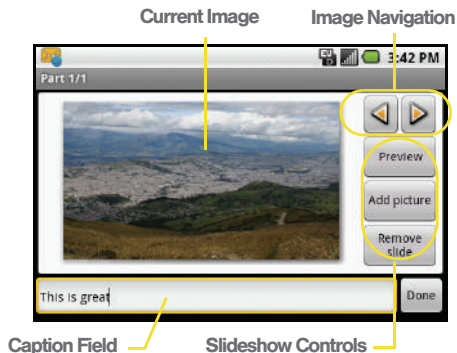 Current Image
Image Navigation
EU
3:42 PM
Part 1/1
Preview
Add picture
Remove
slide
This is great
Done
Caption Field
Slideshow Controls